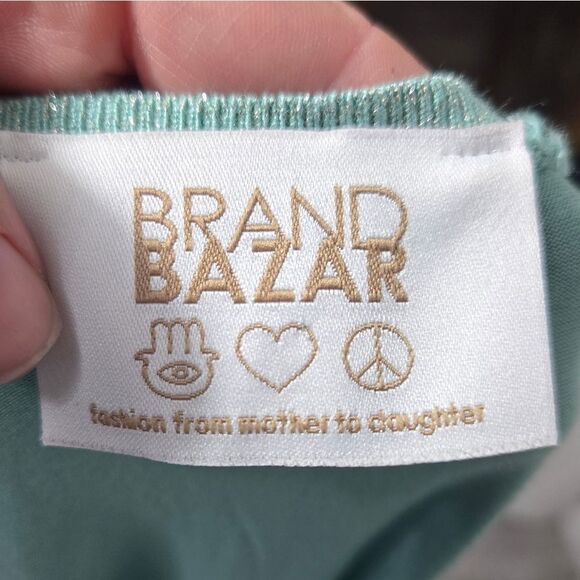 BRAND
BAZAR
fashion from mother to daughter